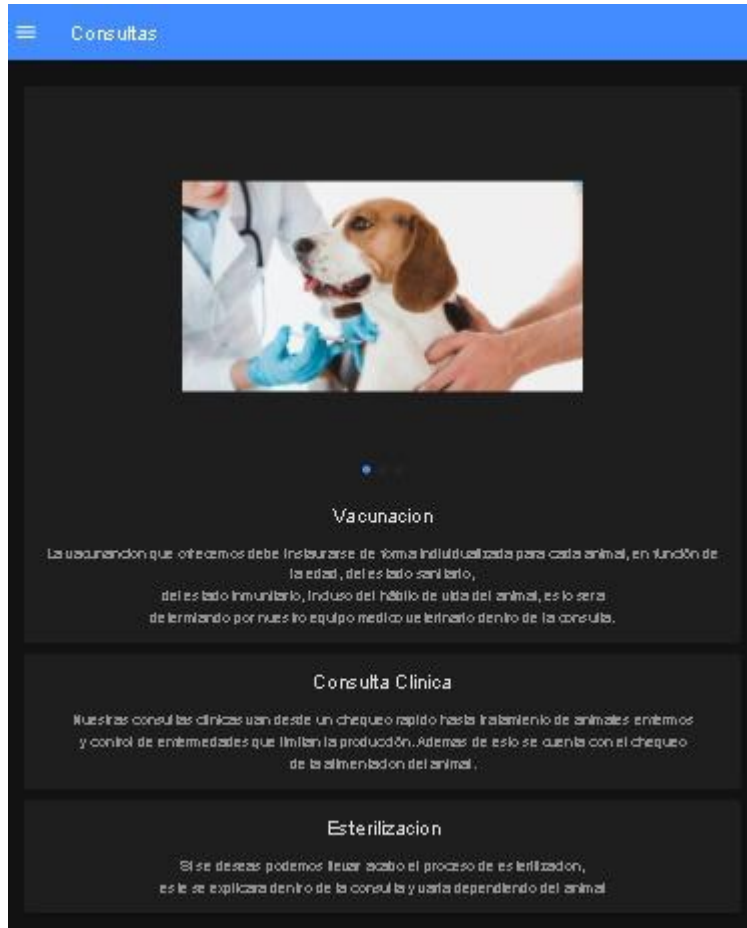 Consultas
Vacunacion
La vacunancion que ofrecemos debe instaurarse de forma individualizada para cada animal, en función de
la edad, del estado sanitario,
del estado inmunitario, incluso del hábito de vida del animal, esto sera
determiando por nuestro equipo medico veterinario dentro de la consulta.
Consulta Clinica
Nuestras consultas clinicas van desde un chequeo rapido hasta tratamiento de animales enfermos
y control de enfermedades que limitan la producción. Ademas de esto se cuenta con el chequeo
de la alimentacion del animal.
Esterilizacion
Si se deseas podemos llevar acabo el proceso de esterilizacion,
este se explicara dentro de la consulta y varia dependiendo del animal